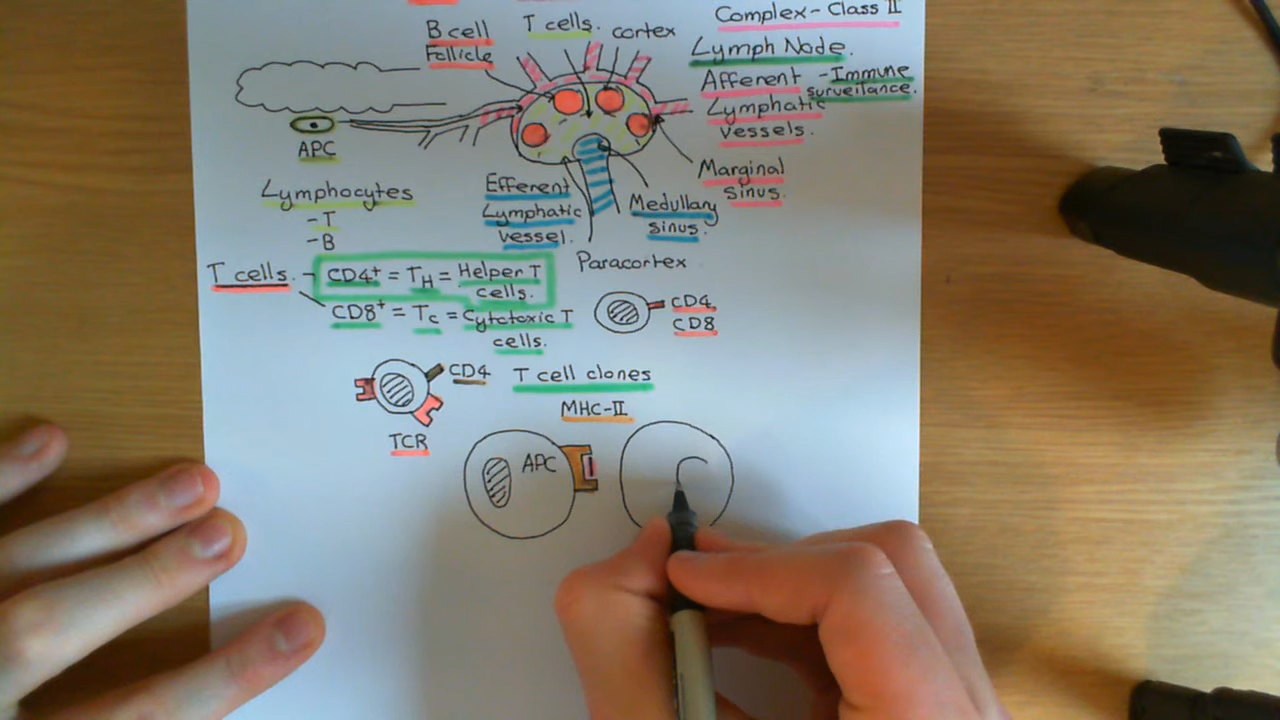 Complex-Class II
B cell
Follicle
T cells.
cortex
Lymph Node.
Afferent
Lymphatic
vessels.
-Immune
surveilance.
APC
Lymphocytes
-T
-B
Efferent
Lymphatic
vessel.
Medullary
sinus.
Marginal
Sinus.
Paracortex
T cells. - CD4+ = TH = Helper T
cells.
CD8+ = Tc = Cytotoxic T
cells.
CD4
CD8
CD4
T cell clones
MHC-II
TCR
APC